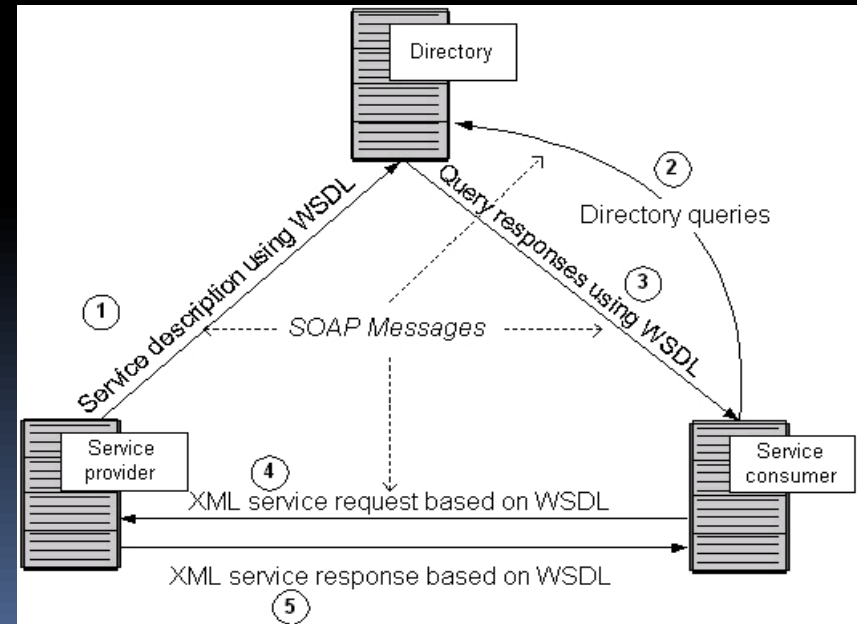 Directory
2
Directory queries
Query responses using WSDL
3
Service description using WSDL
1
SOAP Messages
Service
provider
Service
consumer
4
XML service request based on WSDL
XML service response based on WSDL
5